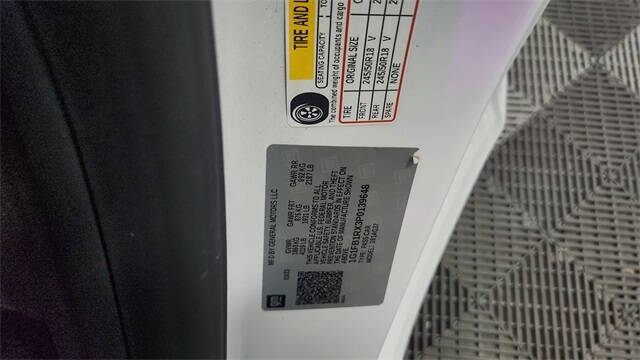 TIRE AND L
SEATING CAPACITY
The combined weight of occupants and cargo
TIRE ORIGINAL SIZE
FRONT 245/50R18 V
REAR 245/50R18 V
SPARE NONE
MFD BY GENERAL MOTORS LLC
GVWR GAWR FRT GAWR RR
THIS VEHICLE CONFORMS TO ALL
APPLICABLE U.S. FEDERAL MOTOR
VEHICLE SAFETY, BUMPER, AND THEFT
PREVENTION STANDARDS IN EFFECT ON
THE DATE OF MANUFACTURE SHOWN
ABOVE.
1G1FB1RX3P0139648
TYPE: PASS CAR
MODEL: 1E1AG37